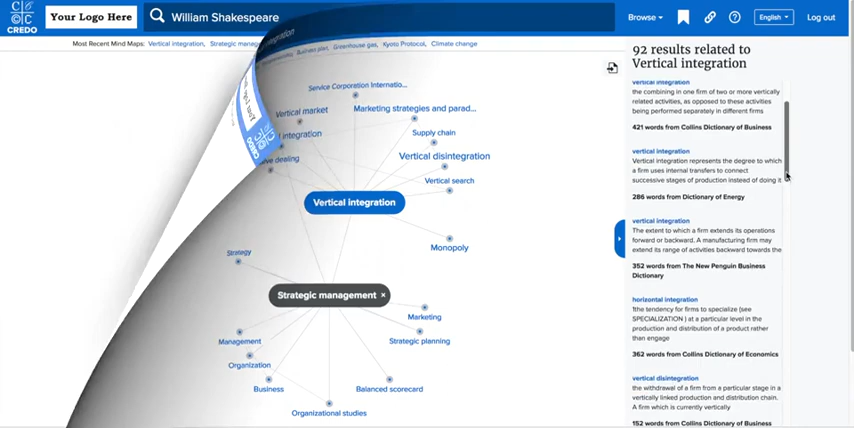 CREDO
Your Logo Here
William Shakespeare
Browse
English
Log out
Most Recent Mind Maps: Vertical integration, Strategic manag
Business plan, Greenhouse gas, Kyoto Protocol, Climate change
Service Corporation Internatio...
Vertical market
Marketing strategies and parad...
integration
Supply chain
Vertical disintegration
dealing
Vertical search
Vertical integration
Monopoly
Strategy
Strategic management ×
Marketing
Management
Strategic planning
Organization
Business
Balanced scorecard
Organizational studies
CREDO
92 results related to
Vertical integration
vertical integration
the combining in one firm of two or more vertically
related activities, as opposed to these activities
being performed separately in different firms
421 words from Collins Dictionary of Business
vertical integration
Vertical integration represents the degree to which
a firm uses internal transfers to connect
successive stages of production instead of doing it
286 words from Dictionary of Energy
vertical integration
The extent to which a firm extends its operations
forward or backward. A manufacturing firm may
extend its range of activities backward towards the
352 words from The New Penguin Business
Dictionary
horizontal integration
1the tendency for firms to specialize (see
SPECIALIZATION ) at a particular level in the
production and distribution of a product rather
than engage
362 words from Collins Dictionary of Economics
vertical disintegration
the withdrawal of a firm from a particular stage in a
vertically linked production and distribution chain.
A firm which is currently vertically
152 words from Collins Dictionary of Business